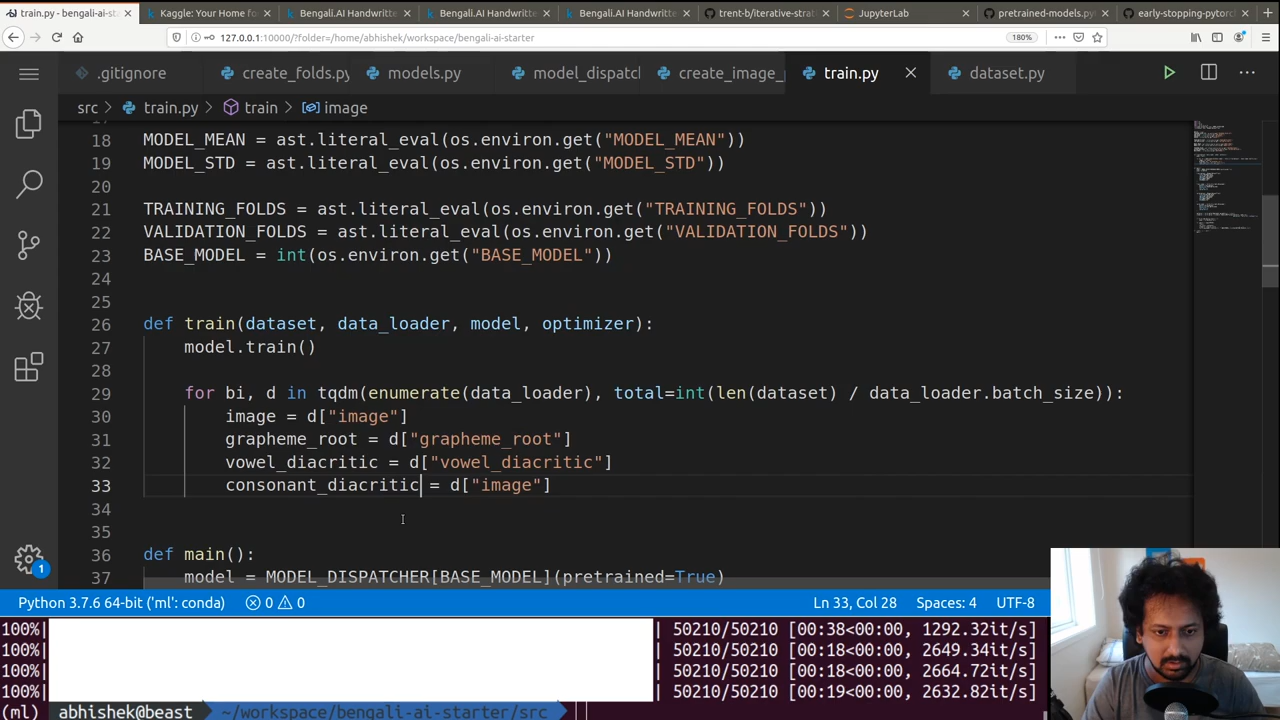 train.py - bengali-ai-starter
Kaggle: Your Home fo
Bengali.AI Handwritte
Bengali.AI Handwritte
Bengali.AI Handwritte
trent-b/iterative-strati
JupyterLab
pretrained-models.py
early-stopping-pytorch
127.0.0.1:10000/?folder=/home/abhishek/workspace/bengali-ai-starter
180%
.gitignore
create_folds.py
models.py
model_dispatc
create_image_p
train.py
dataset.py
src > train.py > train > image
18 MODEL_MEAN = ast.literal_eval(os.environ.get("MODEL_MEAN"))
19 MODEL_STD = ast.literal_eval(os.environ.get("MODEL_STD"))
20
21 TRAINING_FOLDS = ast.literal_eval(os.environ.get("TRAINING_FOLDS"))
22 VALIDATION_FOLDS = ast.literal_eval(os.environ.get("VALIDATION_FOLDS"))
23 BASE_MODEL = int(os.environ.get("BASE_MODEL"))
24
25
26 def train(dataset, data_loader, model, optimizer):
27 model.train()
28
29 for bi, d in tqdm(enumerate(data_loader), total=int(len(dataset) / data_loader.batch_size)):
30 image = d["image"]
31 grapheme_root = d["grapheme_root"]
32 vowel_diacritic = d["vowel_diacritic"]
33 consonant_diacritic = d["image"]
34
35
36 def main():
37 model = MODEL_DISPATCHER[BASE_MODEL](pretrained=True)
1
Python 3.7.6 64-bit ('ml': conda) 0 0 Ln 33, Col 28 Spaces: 4 UTF-8
100%| | 50210/50210 [00:38<00:00, 1292.32it/s]
100%| | 50210/50210 [00:18<00:00, 2649.34it/s]
100%| | 50210/50210 [00:18<00:00, 2664.72it/s]
100%| | 50210/50210 [00:19<00:00, 2632.82it/s]
(ml) abhishek@beast ~/workspace/bengali-ai-starter/src